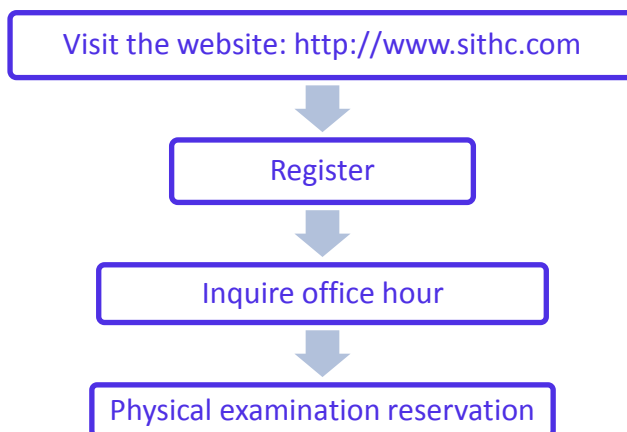 Visit the website: http://www.sithc.com
Register
Inquire office hour
Physical examination reservation